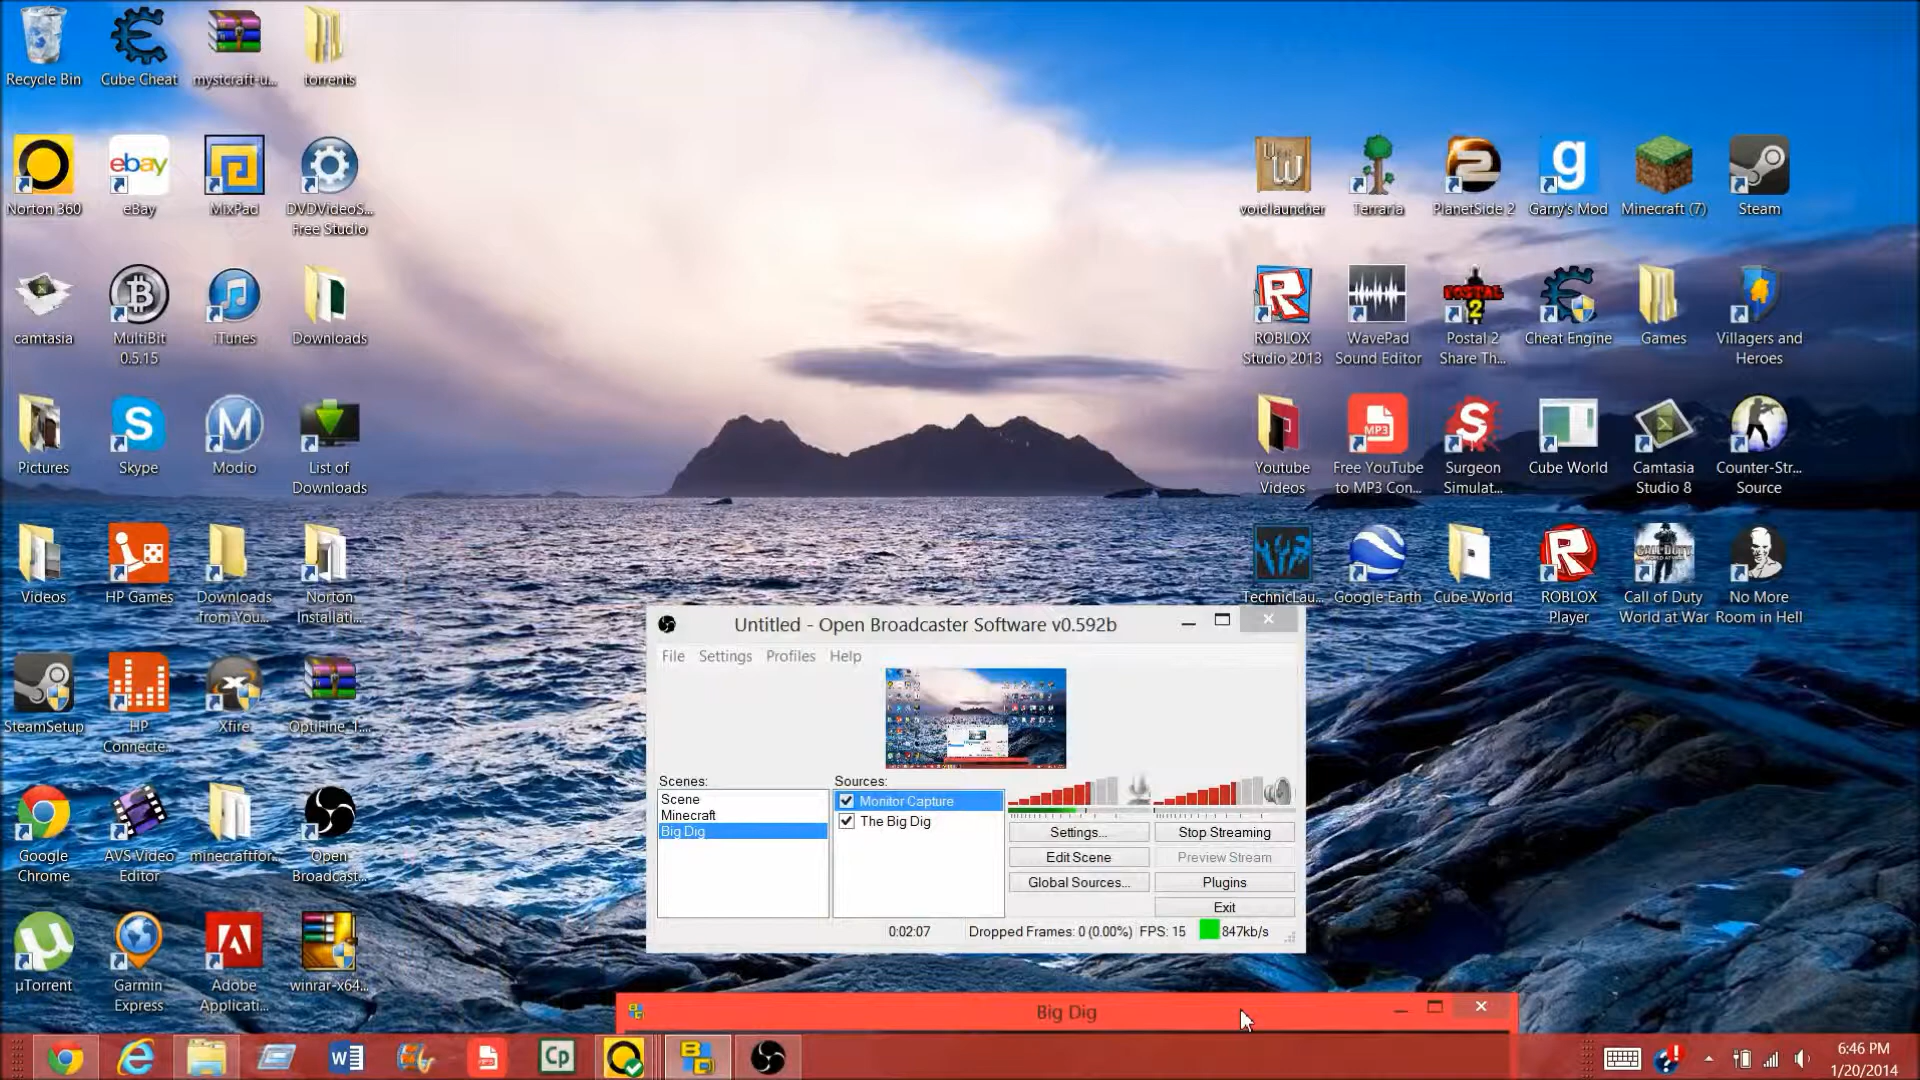 Recycle Bin
Cube Cheat
mystcraft-u...
torrents
Norton 360
ebay
eBay
MixPad
DVDVideoS...
Free Studio
camtasia
MultiBit
0.5.15
iTunes
Downloads
Pictures
Skype
Modio
List of
Downloads
Videos
HP Games
Downloads
from You...
Norton
Installati...
SteamSetup
HP
Connecte...
Xfire
OptiFine_1...
Google
Chrome
AVS Video
Editor
minecraftfor...
Open
Broadcast...
µTorrent
Garmin
Express
Adobe
Applicati...
winrar-x64...
voidlauncher
Terraria
PlanetSide 2
Garry's Mod
Minecraft (7)
Steam
ROBLOX
Studio 2013
WavePad
Sound Editor
POSTAL
2
Postal 2
Share Th...
Cheat Engine
Games
Villagers and
Heroes
Youtube
Videos
MP3
Free YouTube
to MP3 Con...
Surgeon
Simulat...
Cube World
Camtasia
Studio 8
Counter-Str...
Source
TechnicLau...
Google Earth
Cube World
ROBLOX
Player
Call of Duty
World at War
No More
Room in Hell
Untitled - Open Broadcaster Software v0.592b
File Settings Profiles Help
Scenes:
Scene
Minecraft
Big Dig
Sources:
Monitor Capture
The Big Dig
Settings...
Stop Streaming
Edit Scene
Preview Stream
Global Sources...
Plugins
Exit
0:02:07
Dropped Frames: 0 (0.00%)
FPS: 15
847kb/s
Big Dig
Cp
6:46 PM
1/20/2014